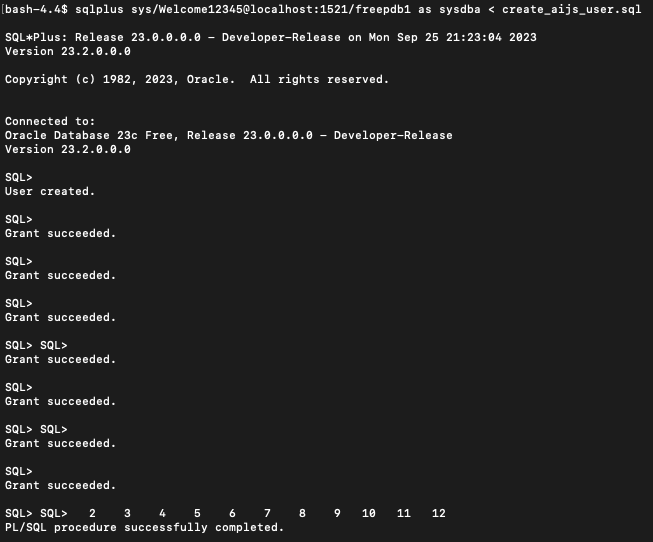 [bash-4.4$ sqlplus sys/Welcome12345@localhost:1521/freepdb1 as sysdba < create_aijs_user.sql
SQL*Plus: Release 23.0.0.0.0 - Developer-Release on Mon Sep 25 21:23:04 2023
Version 23.2.0.0.0
Copyright (c) 1982, 2023, Oracle.  All rights reserved.
Connected to:
Oracle Database 23c Free, Release 23.0.0.0.0 - Developer-Release
Version 23.2.0.0.0
SQL>
User created.
SQL>
Grant succeeded.
SQL>
Grant succeeded.
SQL>
Grant succeeded.
SQL> SQL>
Grant succeeded.
SQL>
Grant succeeded.
SQL> SQL>
Grant succeeded.
SQL>
Grant succeeded.
SQL> SQL>   2    3    4    5    6    7    8    9   10   11   12
PL/SQL procedure successfully completed.